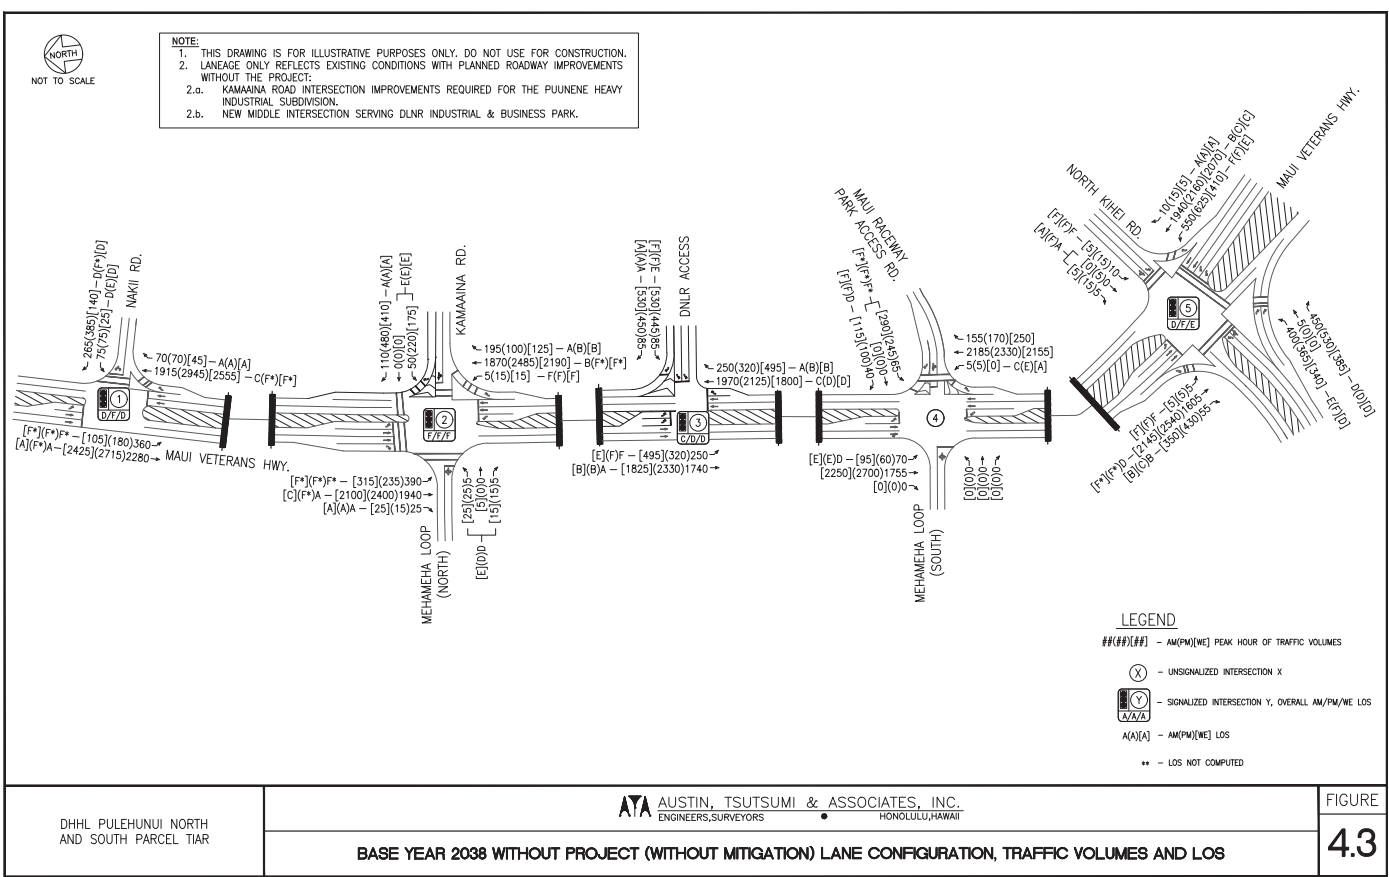 NORTH
NOT TO SCALE
NOTE:
1. THIS DRAWING IS FOR ILLUSTRATIVE PURPOSES ONLY. DO NOT USE FOR CONSTRUCTION.
2. LANEAGE ONLY REFLECTS EXISTING CONDITIONS WITH PLANNED ROADWAY IMPROVEMENTS
WITHOUT THE PROJECT:
2.a. KAMAAINA ROAD INTERSECTION IMPROVEMENTS REQUIRED FOR THE PUUNENE HEAVY
INDUSTRIAL SUBDIVISION.
2.b. NEW MIDDLE INTERSECTION SERVING DLNR INDUSTRIAL & BUSINESS PARK.
265(385)[140] – D(F*)[D]
75(75)[25] – D(E)[D]
NAKII RD.
70(70)[45] – A(A)[A]
1915(2945)[2555] – C(F*)[F*]
1
D/F/D
[F*](F*)F* – [105](180)360
[A](F*)A – [2425](2715)2280
MAUI VETERANS HWY.
110(480)[410] – A(A)[A]
0(0)[0]
50(220)[175]
E(E)[E]
KAMAAINA RD.
195(100)[125] – A(B)[B]
1870(2485)[2190] – B(F*)[F*]
5(15)[15] – F(F)[F]
2
F/F/F
[F*](F*)F* – [315](235)390
[C](F*)A – [2100](2400)1940
[A](A)A – [25](15)25
MEHAMEHA LOOP
(NORTH)
[25](25)5
[5](0)0
[15](15)5
[E](D)D
[F](F)E – [530](445)85
[A](A)A – [530](450)85
DNLR ACCESS
250(320)[495] – A(B)[B]
1970(2125)[1800] – C(D)[D]
3
C/D/D
[E](F)F – [495](320)250
[B](B)A – [1825](2330)1740
MAUI RACEWAY
PARK ACCESS RD.
[F*](F*)F*
[F](F)D – [115](100)40
[290](245)65
[0](0)0
155(170)[250]
2185(2330)[2155]
5(5)[0] – C(E)[A]
4
[E](E)D – [95](60)70
[2250](2700)1755
[0](0)0
MEHAMEHA LOOP
(SOUTH)
[0](0)0
[0](0)0
[0](0)0
NORTH KIHEI RD.
[F](F)F – [5](15)10
[A](F)A
[0](5)0
[5](15)5
10(15)[5] – A(A)[A]
1940(2160)[2070] – B(C)[C]
550(625)[410] – F(F)[E]
MAUI VETERANS HWY.
5
D/F/E
450(530)[385] – D(D)[D]
5(0)[0]
400(365)[340] – E(F)[D]
[F](F)F – [5](5)5
[F*](F*)D – [2145](2540)1605
[B](C)B – [350](430)55
LEGEND
##(##)[##] – AM(PM)[WE] PEAK HOUR OF TRAFFIC VOLUMES
X – UNSIGNALIZED INTERSECTION X
Y
A/A/A – SIGNALIZED INTERSECTION Y, OVERALL AM/PM/WE LOS
A(A)[A] – AM(PM)[WE] LOS
** – LOS NOT COMPUTED
DHHL PULEHUNUI NORTH
AND SOUTH PARCEL TIAR
ATA AUSTIN, TSUTSUMI & ASSOCIATES, INC.
ENGINEERS,SURVEYORS ● HONOLULU,HAWAII
BASE YEAR 2038 WITHOUT PROJECT (WITHOUT MITIGATION) LANE CONFIGURATION, TRAFFIC VOLUMES AND LOS
FIGURE
4.3